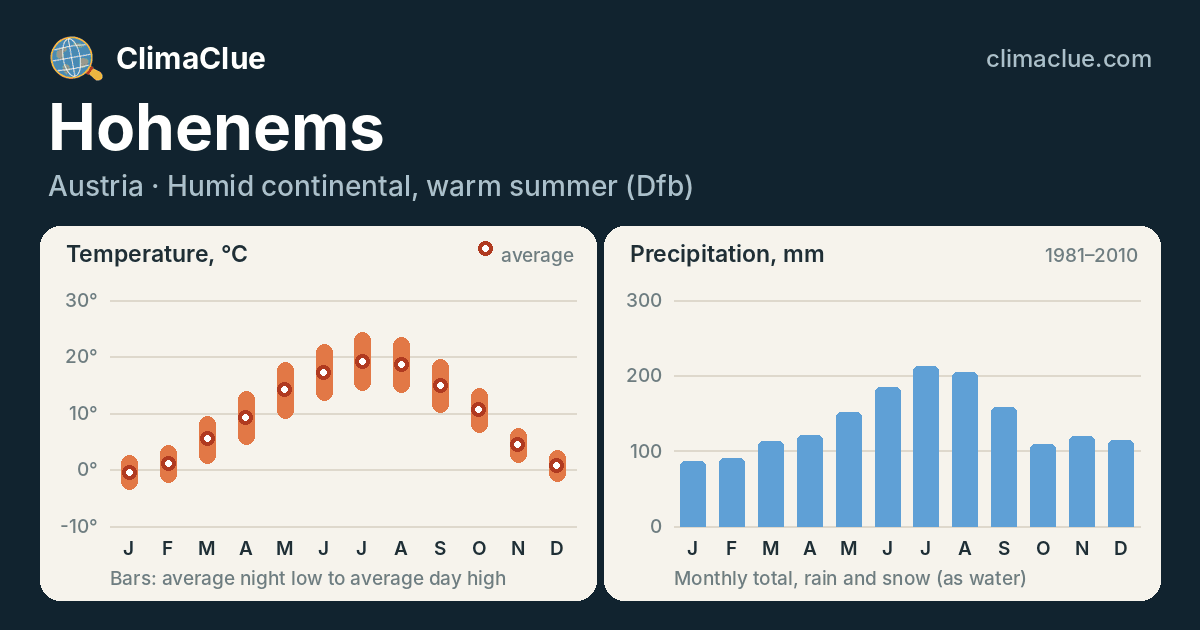 ClimaClue
climaclue.com
Hohenems
Austria · Humid continental, warm summer (Dfb)
Temperature, °C
average
30°
20°
10°
0°
-10°
J F M A M J J A S O N D
Bars: average night low to average day high
Precipitation, mm
1981–2010
300
200
100
0
J F M A M J J A S O N D
Monthly total, rain and snow (as water)